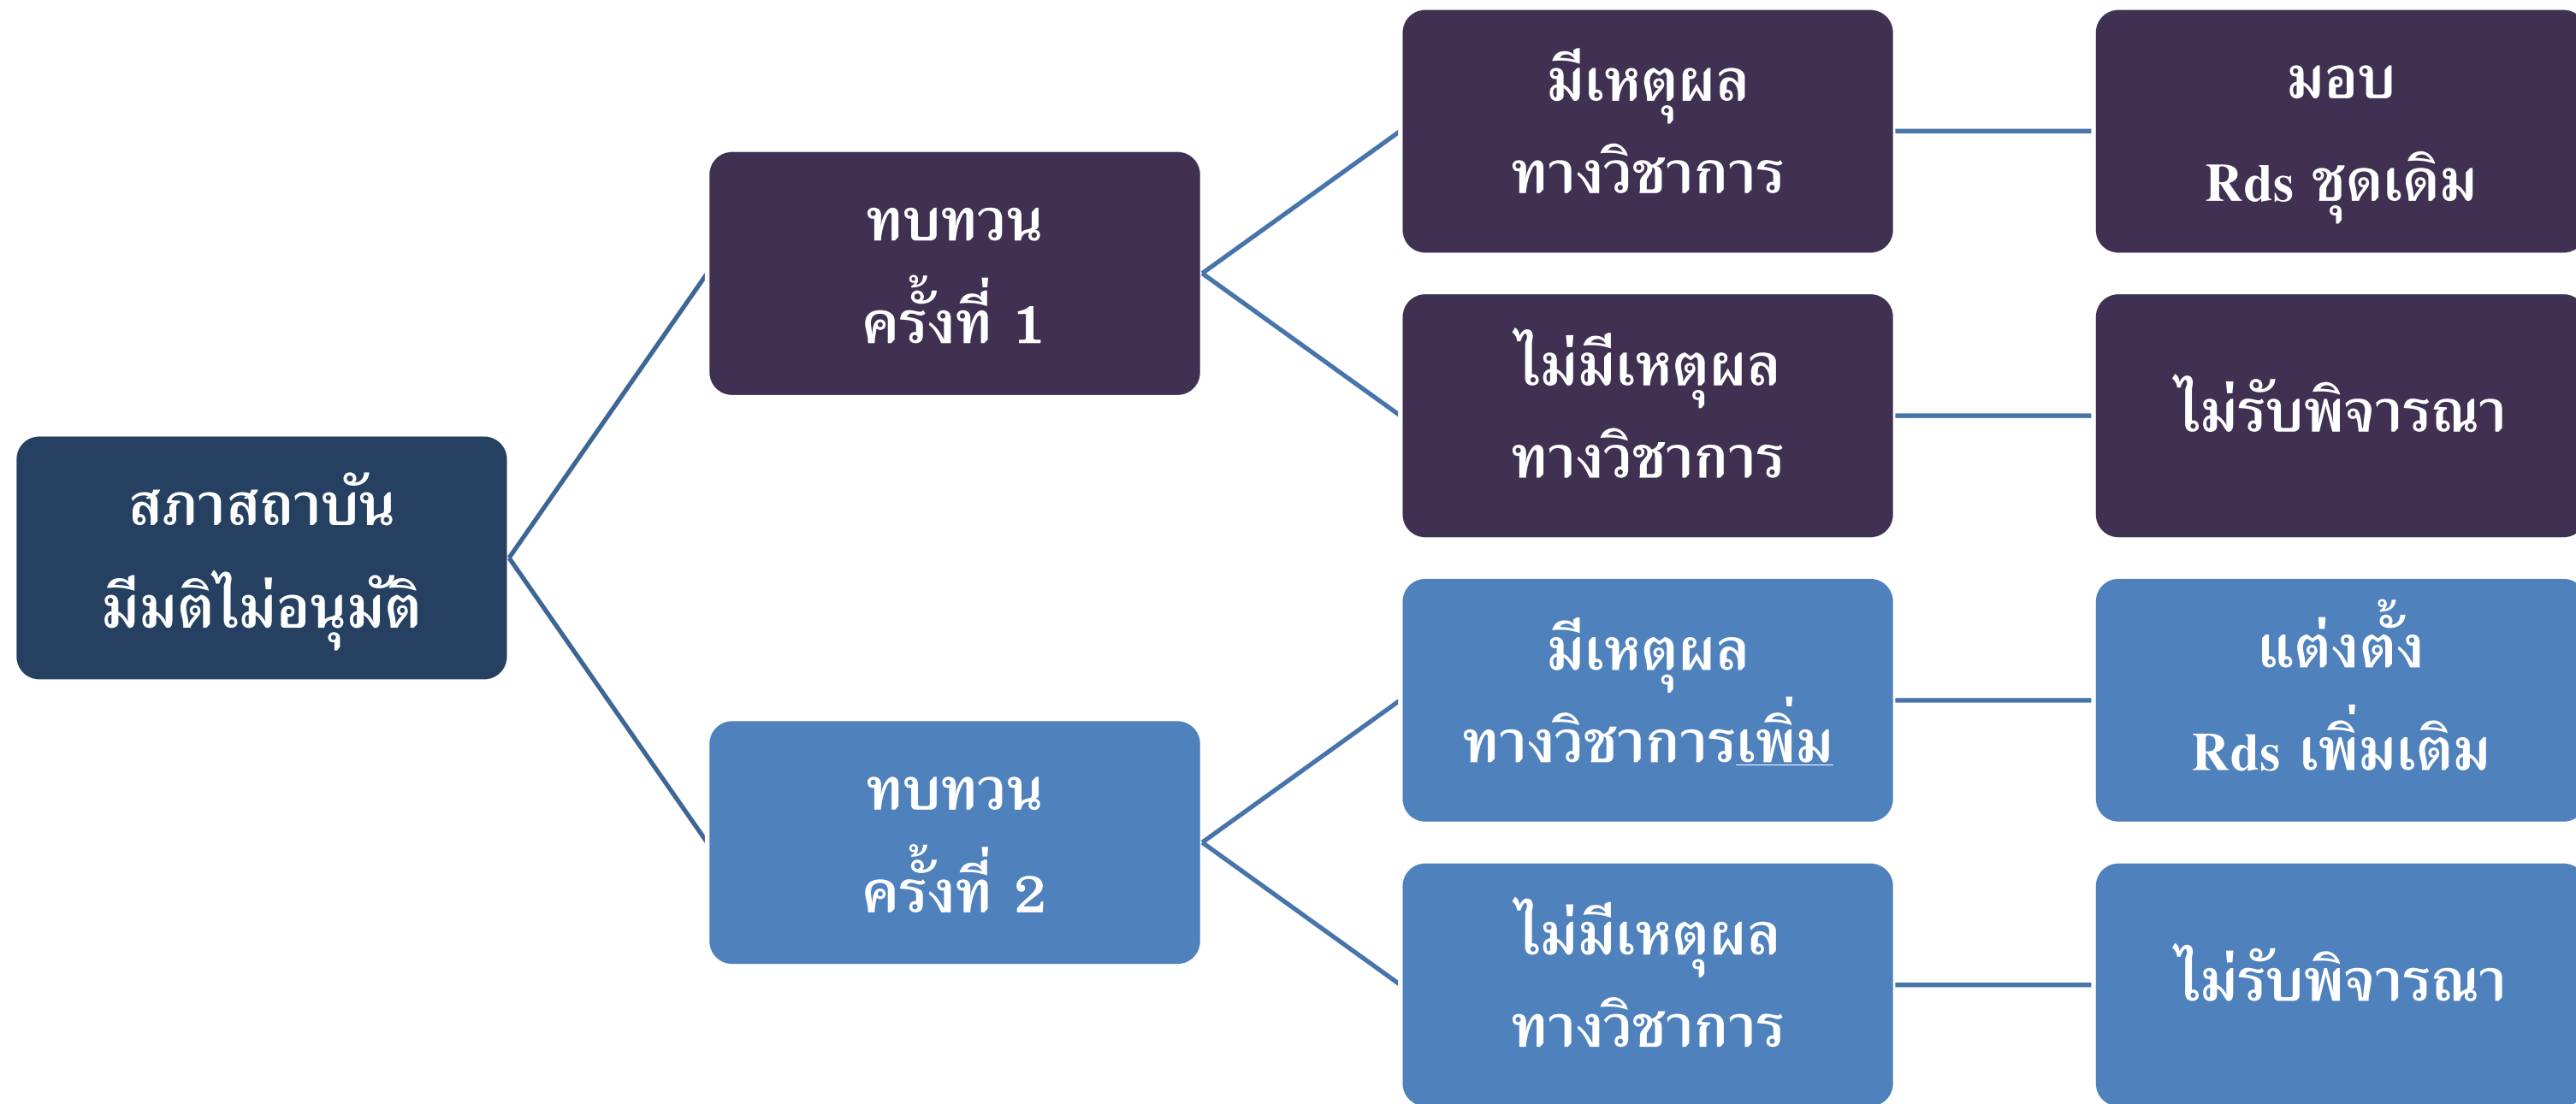 สภาสถาบัน
มีมติไม่อนุมัติ
ทบทวน
ครั้งที่ 1
มีเหตุผล
ทางวิชาการ
มอบ
Rds ชุดเดิม
ไม่มีเหตุผล
ทางวิชาการ
ไม่รับพิจารณา
ทบทวน
ครั้งที่ 2
มีเหตุผล
ทางวิชาการเพิ่ม
แต่งตั้ง
Rds เพิ่มเติม
ไม่มีเหตุผล
ทางวิชาการ
ไม่รับพิจารณา